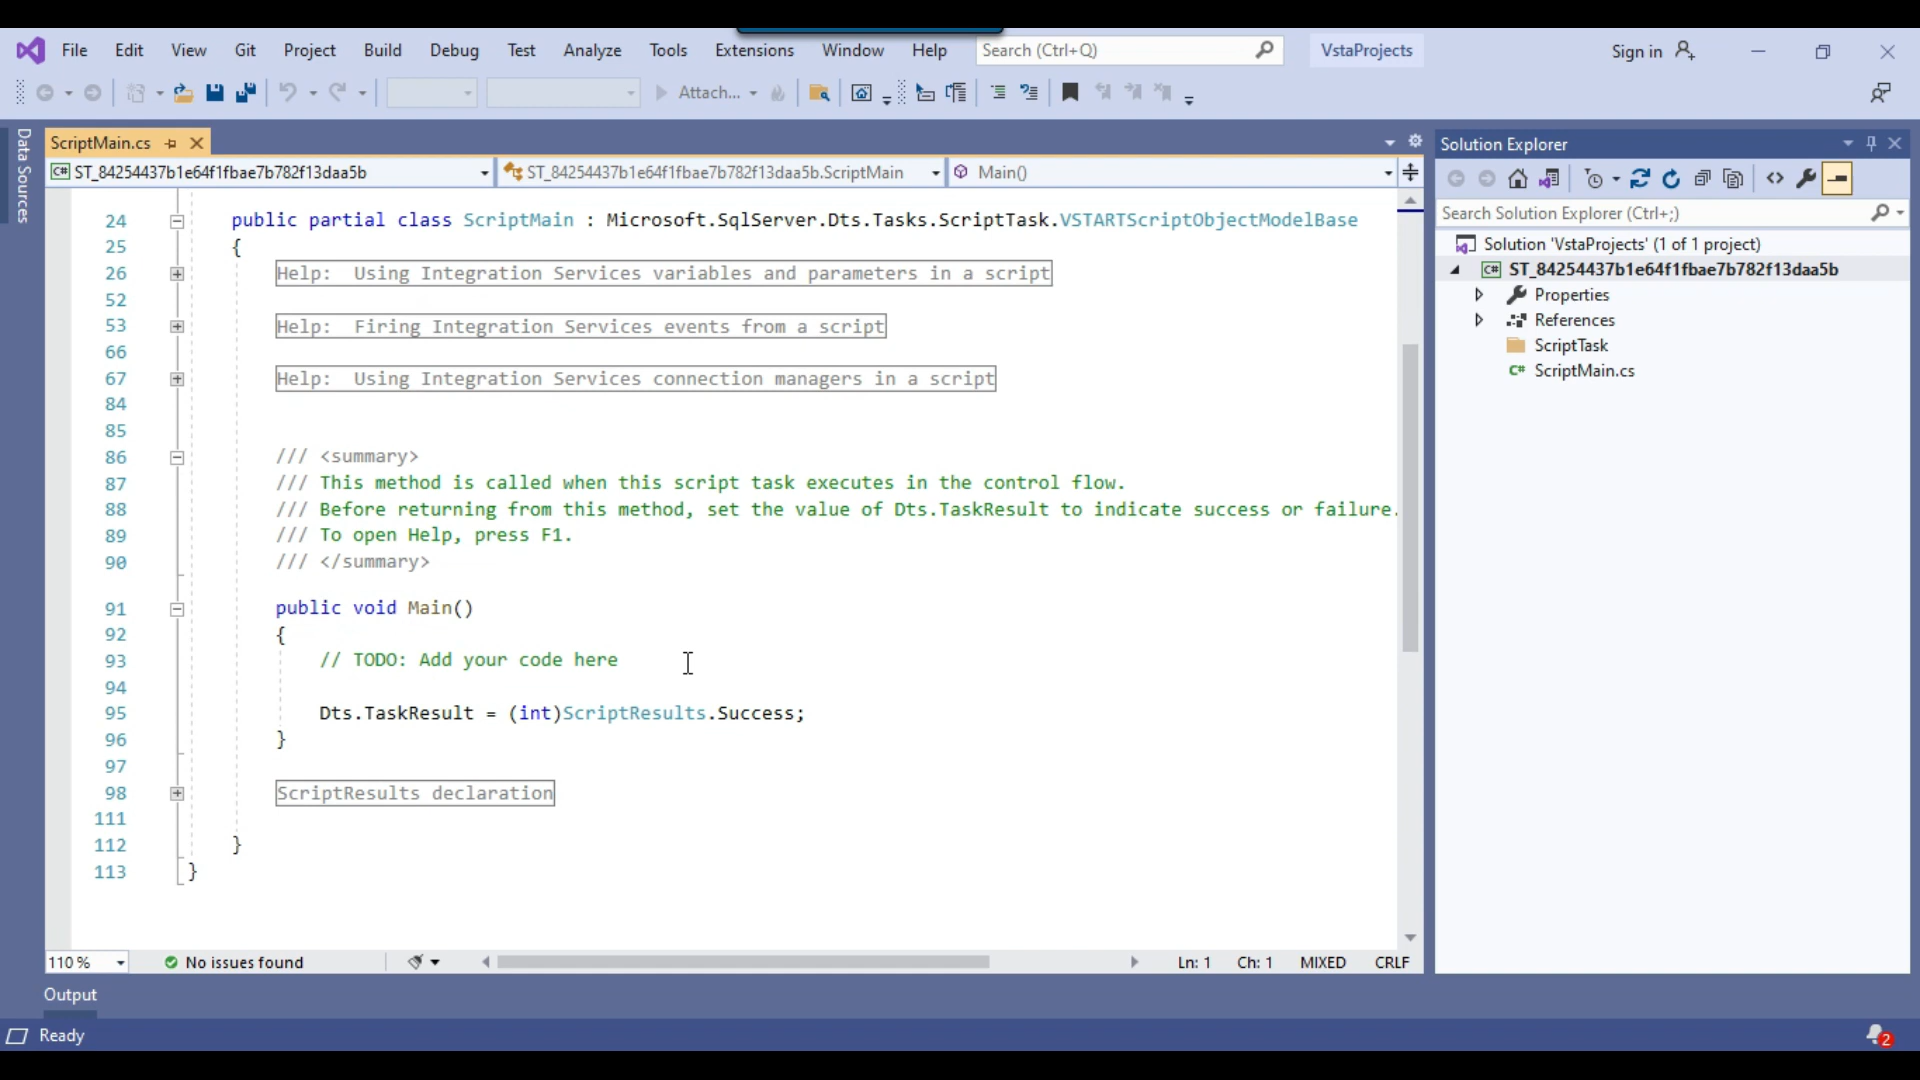 File Edit View Git Project Build Debug Test Analyze Tools Extensions Window Help Search (Ctrl+Q) VstaProjects Sign in
Attach...
Data Sources
ScriptMain.cs
ST_84254437b1e64f1fbae7b782f13daa5b ST_84254437b1e64f1fbae7b782f13daa5b.ScriptMain Main()
24 public partial class ScriptMain : Microsoft.SqlServer.Dts.Tasks.ScriptTask.VSTARTScriptObjectModelBase
25 {
26 Help: Using Integration Services variables and parameters in a script
52
53 Help: Firing Integration Services events from a script
66
67 Help: Using Integration Services connection managers in a script
84
85
86 /// <summary>
87 /// This method is called when this script task executes in the control flow.
88 /// Before returning from this method, set the value of Dts.TaskResult to indicate success or failure.
89 /// To open Help, press F1.
90 /// </summary>
91 public void Main()
92 {
93 // TODO: Add your code here
94
95 Dts.TaskResult = (int)ScriptResults.Success;
96 }
97
98 ScriptResults declaration
111
112 }
113 }
110 % No issues found Ln: 1 Ch: 1 MIXED CRLF
Solution Explorer
Search Solution Explorer (Ctrl+;)
Solution 'VstaProjects' (1 of 1 project)
C# ST_84254437b1e64f1fbae7b782f13daa5b
Properties
References
ScriptTask
C# ScriptMain.cs
Output
Ready
2